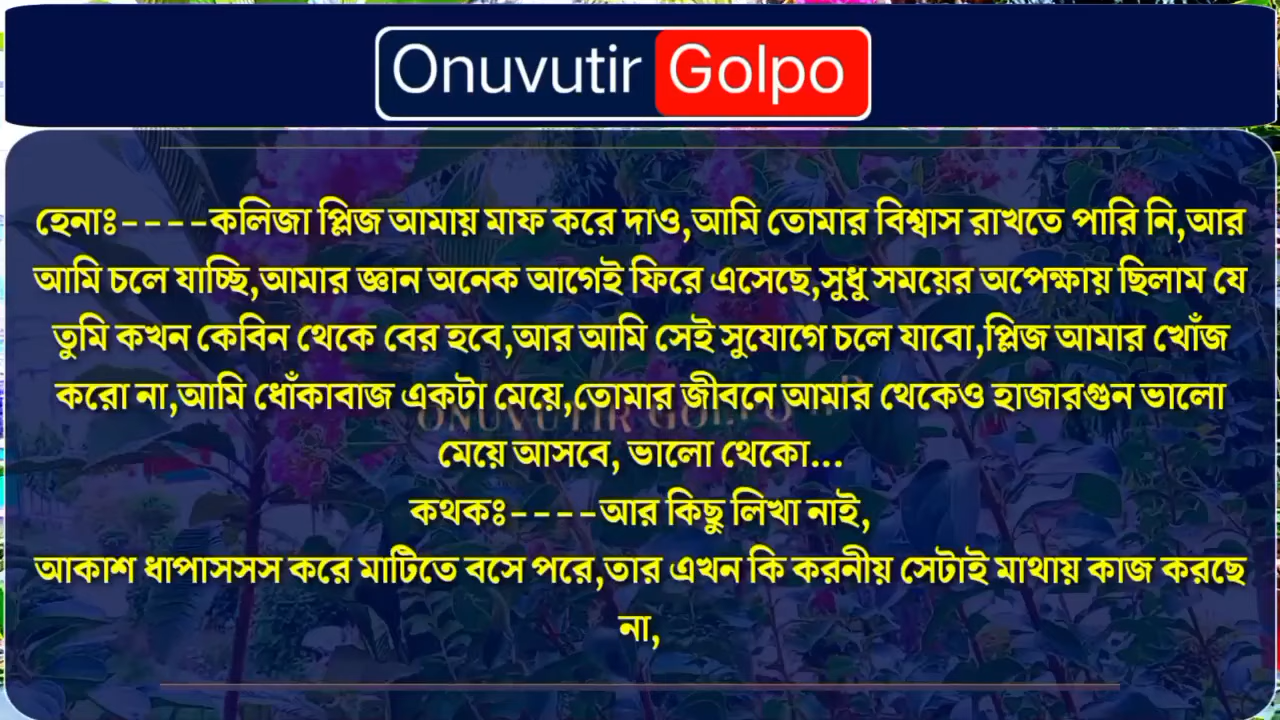 Onuvutir Golpo
হেনাঃ----কলিজা প্লিজ আমায় মাফ করে দাও,আমি তোমার বিশ্বাস রাখতে পারি নি,আর
আমি চলে যাচ্ছি,আমার জ্ঞান অনেক আগেই ফিরে এসেছে,সুধু সময়ের অপেক্ষায় ছিলাম যে
তুমি কখন কেবিন থেকে বের হবে,আর আমি সেই সুযোগে চলে যাবো,প্লিজ আমার খোঁজ
করো না,আমি ধোঁকাবাজ একটা মেয়ে,তোমার জীবনে আমার থেকেও হাজারগুন ভালো
ONUVUTIR GOLPO
মেয়ে আসবে, ভালো থেকো...
কথকঃ----আর কিছু লিখা নাই,
আকাশ ধাপাসসস করে মাটিতে বসে পরে,তার এখন কি করনীয় সেটাই মাথায় কাজ করছে
না,